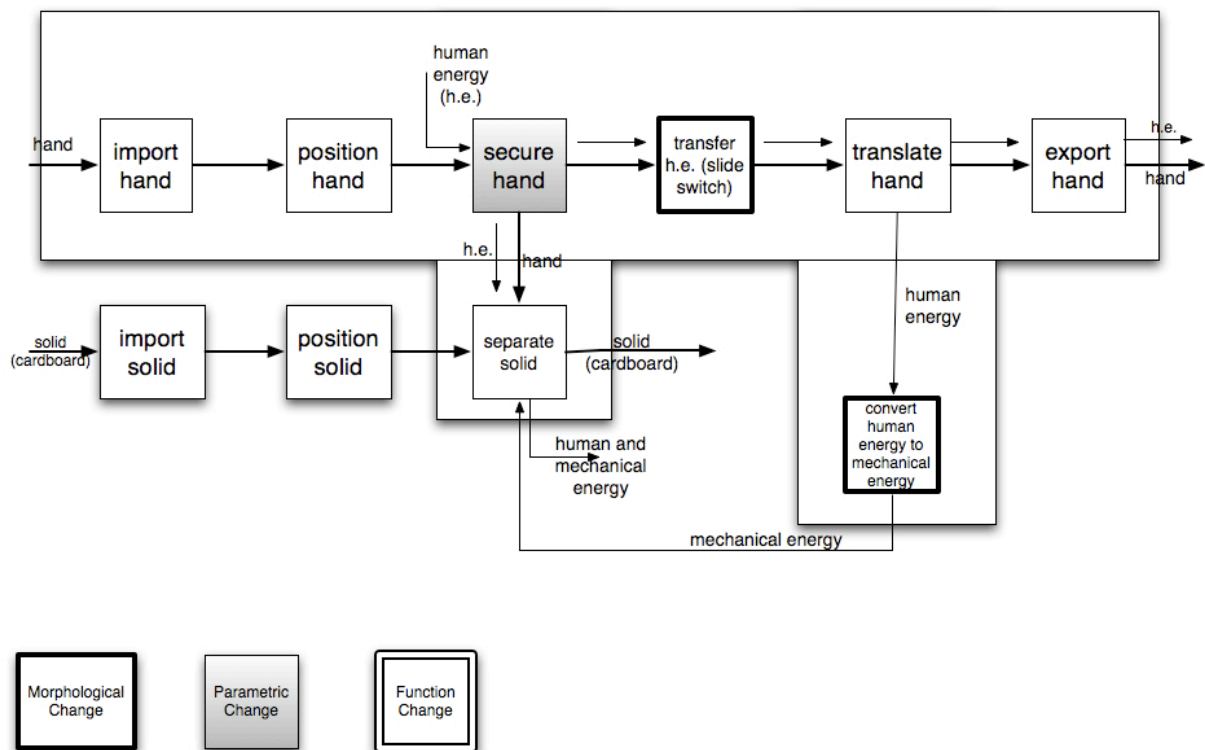 human
energy
(h.e.)
hand
import
hand
position
hand
secure
hand
transfer
h.e. (slide
switch)
translate
hand
export
hand
h.e.
hand
h.e.
hand
human
energy
solid
(cardboard)
import
solid
position
solid
separate
solid
solid
(cardboard)
convert
human
energy to
mechanical
energy
human and
mechanical
energy
mechanical energy
Morphological
Change
Parametric
Change
Function
Change